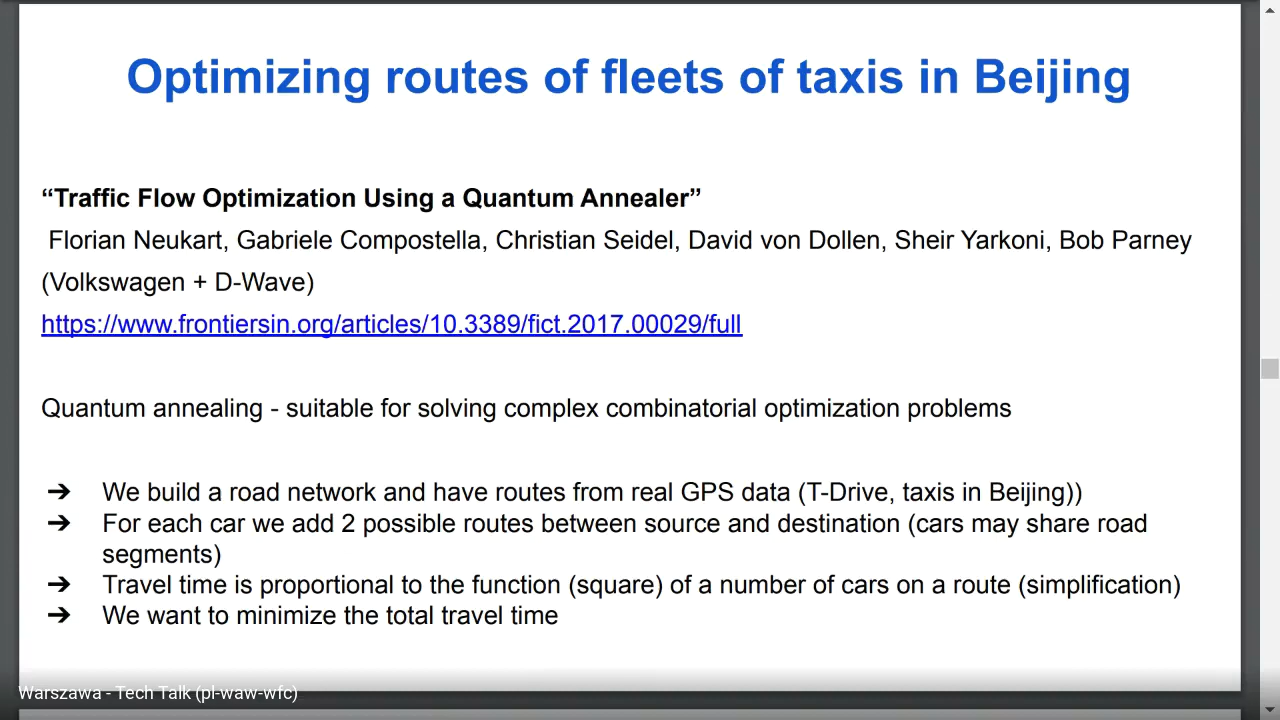 Optimizing routes of fleets of taxis in Beijing
“Traffic Flow Optimization Using a Quantum Annealer”
Florian Neukart, Gabriele Compostella, Christian Seidel, David von Dollen, Sheir Yarkoni, Bob Parney
(Volkswagen + D-Wave)
https://www.frontiersin.org/articles/10.3389/fict.2017.00029/full
Quantum annealing - suitable for solving complex combinatorial optimization problems
➔ We build a road network and have routes from real GPS data (T-Drive, taxis in Beijing))
➔ For each car we add 2 possible routes between source and destination (cars may share road
segments)
➔ Travel time is proportional to the function (square) of a number of cars on a route (simplification)
➔ We want to minimize the total travel time
Warszawa - Tech Talk (pl-waw-wfc)